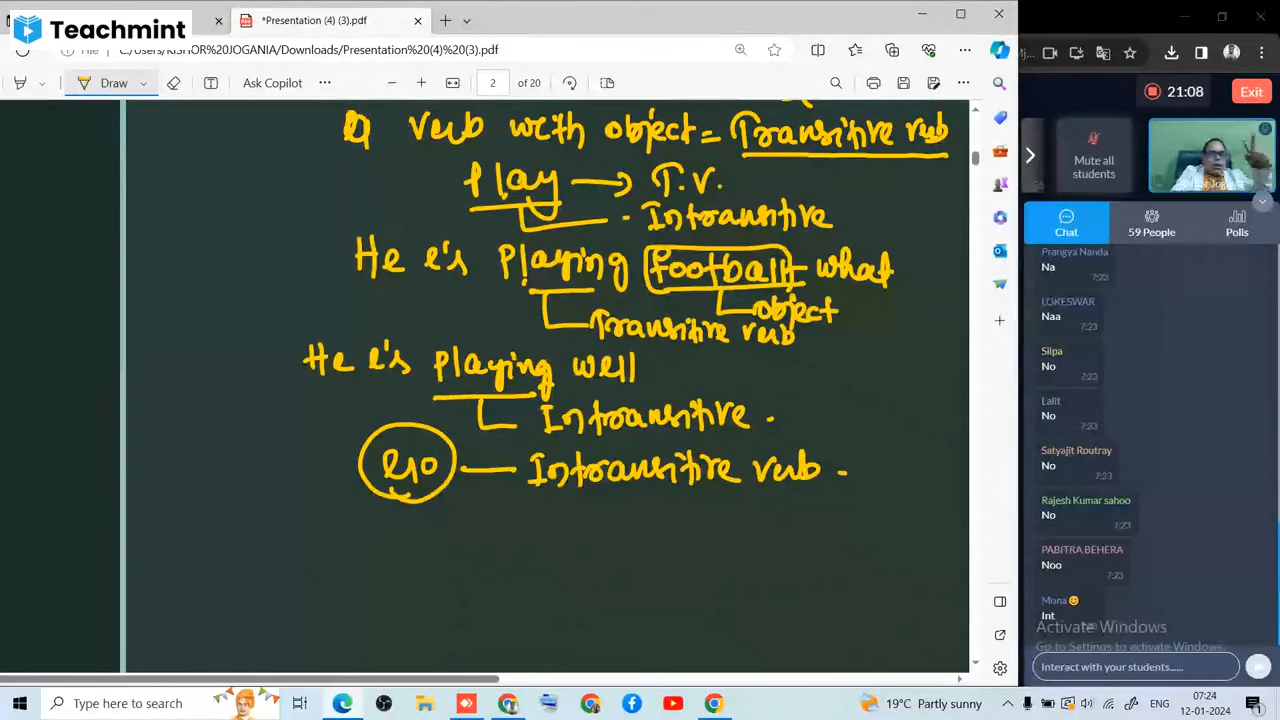 Teachmint
*Presentation (4) (3).pdf
File
C:/Users/KISHOR%20JOGANIA/Downloads/Presentation%20(4)%20(3).pdf
Draw
Ask Copilot
2 of 20
21:08
Exit
Mute all students
Chat
59 People
Polls
verb with object = Transitive verb
Play → T.V.
Intransitive
He is Playing football - what
object
Transitive verb
He is Playing well
Intransitive.
Go — Intransitive verb.
Prangya Nanda
Na
7:23
LOKESWAR
Naa
7:23
Silpa
No
7:23
Lalit
No
7:23
Satyajit Routray
No
7:23
Rajesh Kumar sahoo
No
7:23
PABITRA BEHERA
Noo
7:23
Mona😊
Int
Activate Windows
Go to Settings to activate Windows.
Interact with your students......
Type here to search
19°C Partly sunny
ENG
07:24
12-01-2024